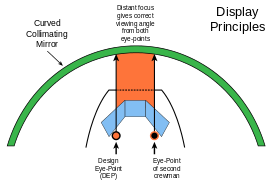 Distant focus
gives correct
viewing angle
from both
eye-points
Display
Principles
Curved
Collimating
Mirror
Design
Eye-Point
(DEP)
Eye-Point
of second
crewman